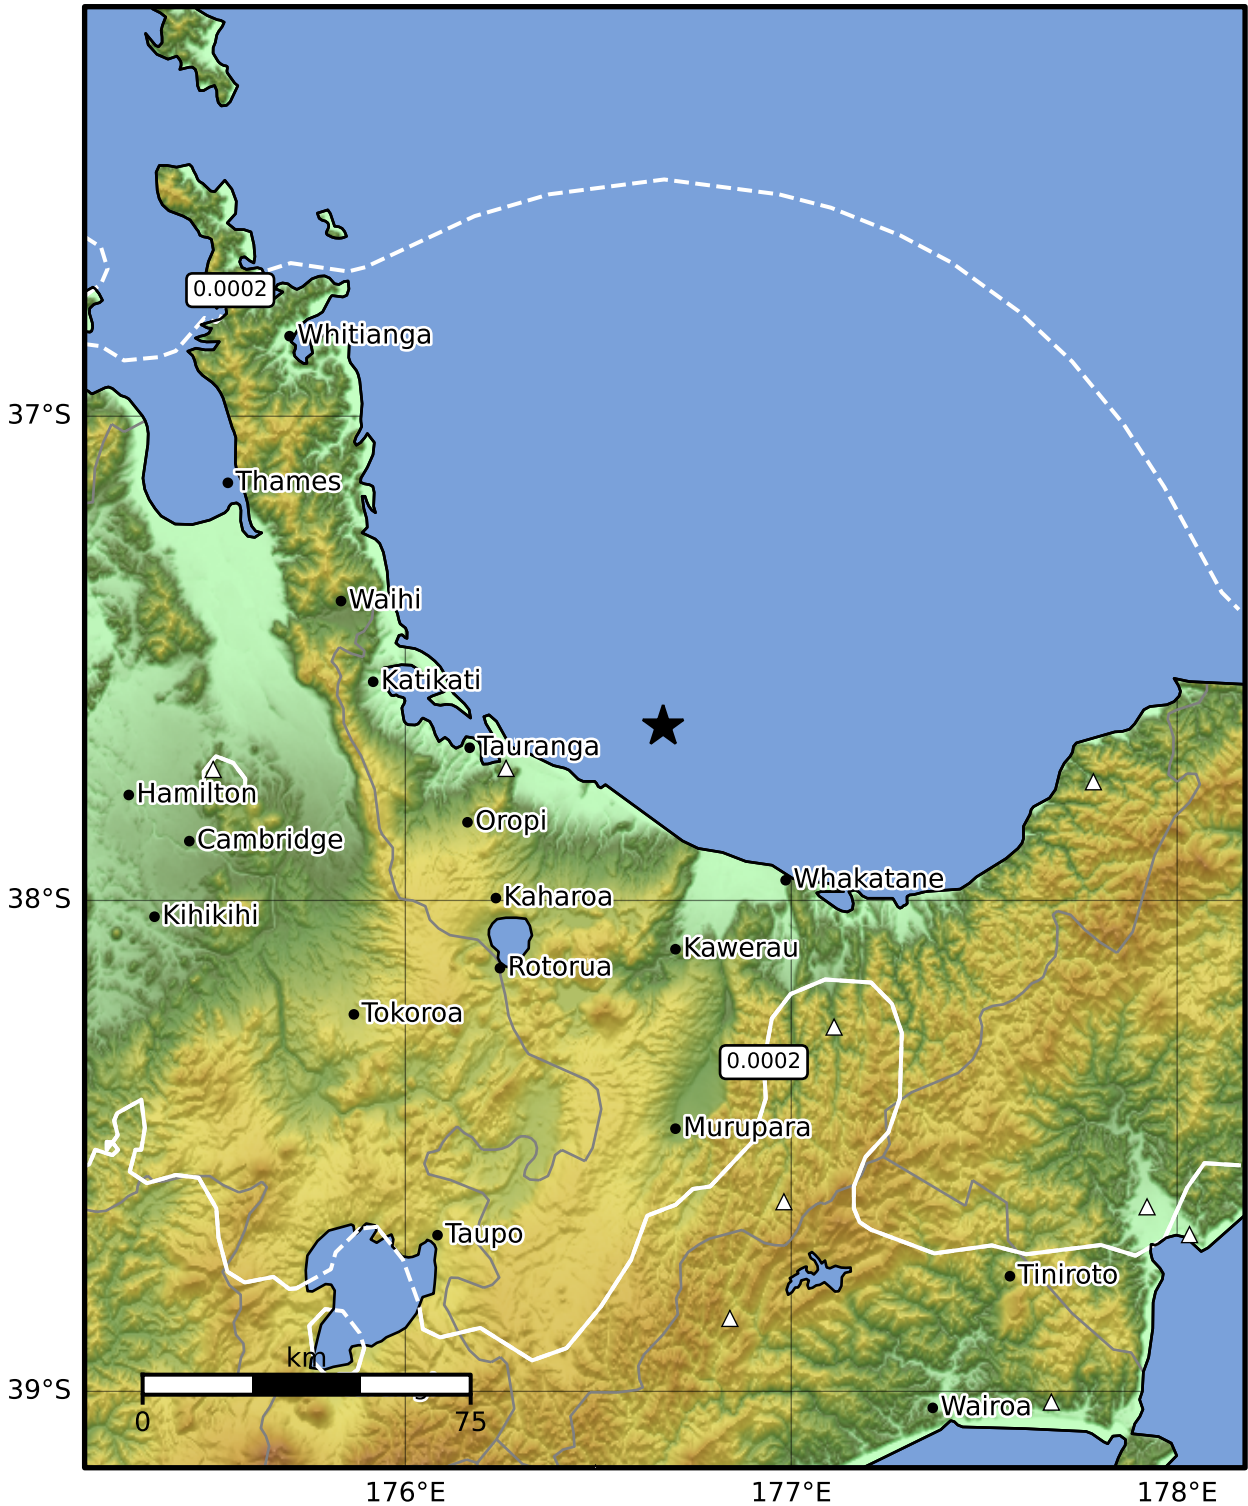 0.0002
Whitianga
37°S
Thames
Waihi
Katikati
Tauranga
Hamilton
Oropi
Cambridge
Whakatane
38°S
Kaharoa
Kihikihi
Kawerau
Rotorua
Tokoroa
0.0002
Murupara
Taupo
Tiniroto
km
39°S
Wairoa
0
75
176°E
177°E
178°E